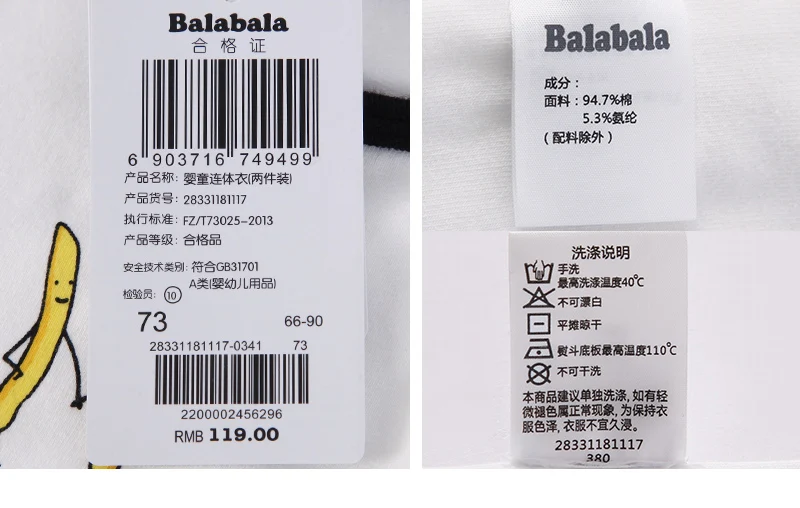 Balabala
合格证
6 903716 749499
产品名称: 婴童连体衣(两件装)
产品货号: 28331181117
执行标准: FZ/T73025-2013
产品等级: 合格品
安全技术类别: 符合GB31701
A类(婴幼儿用品)
检验员: 10
73 66-90
28331181117-0341 73
2200002456296
RMB 119.00
Balabala
成分:
面料: 94.7%棉
5.3%氨纶
(配料除外)
洗涤说明
手洗
最高洗涤温度40℃
不可漂白
平摊晾干
熨斗底板最高温度110℃
不可干洗
本商品建议单独洗涤, 如有轻
微褪色属正常现象, 为保持衣
服色泽, 衣服不宜久浸。
28331181117
380